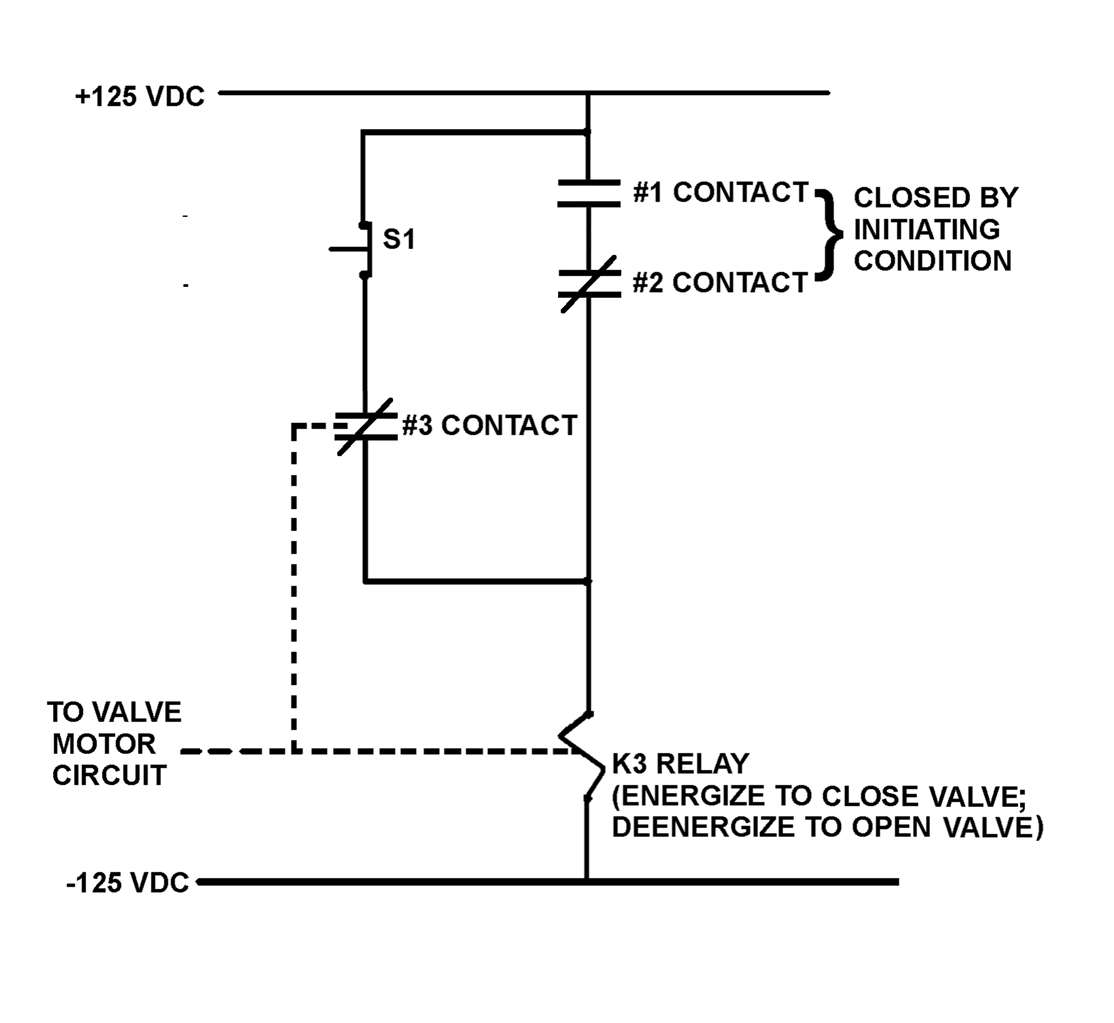 +125 VDC
#1 CONTACT
CLOSED BY
INITIATING
CONDITION
S1
#2 CONTACT
#3 CONTACT
TO VALVE
MOTOR
CIRCUIT
K3 RELAY
(ENERGIZE TO CLOSE VALVE;
DEENERGIZE TO OPEN VALVE)
-125 VDC